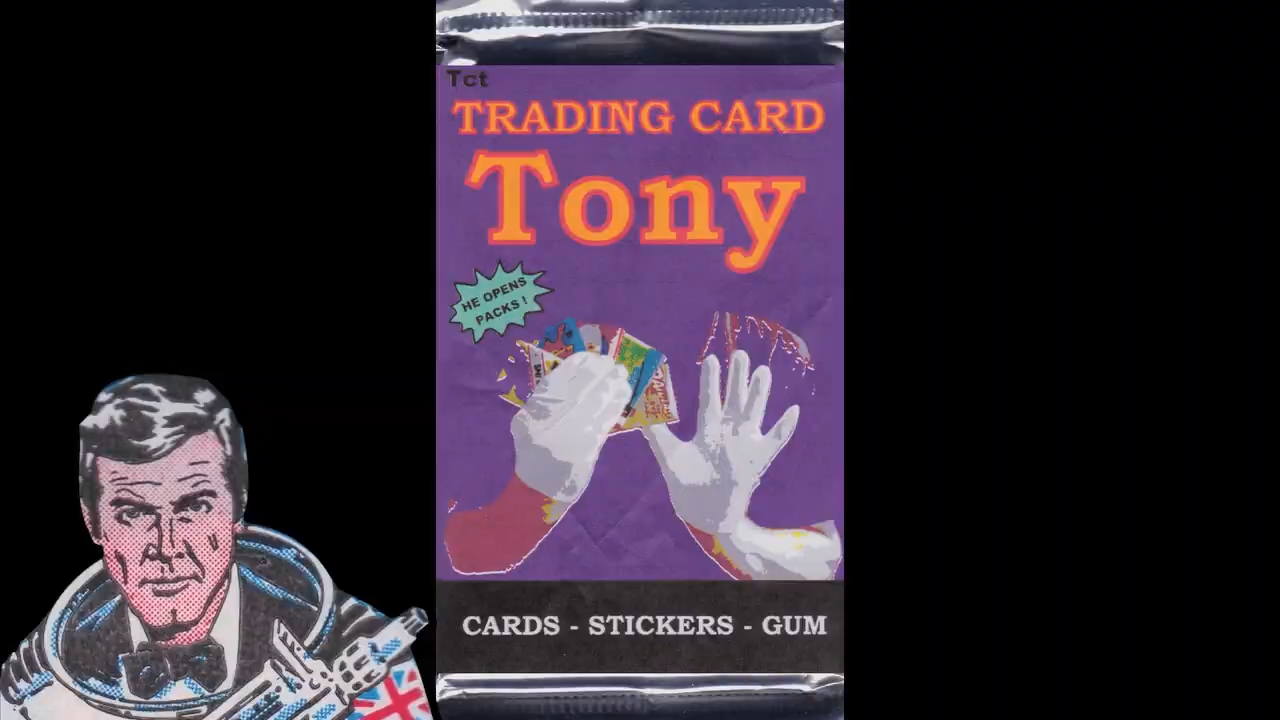 Tct
TRADING CARD
Tony
HE OPENS
PACKS!
CARDS - STICKERS - GUM